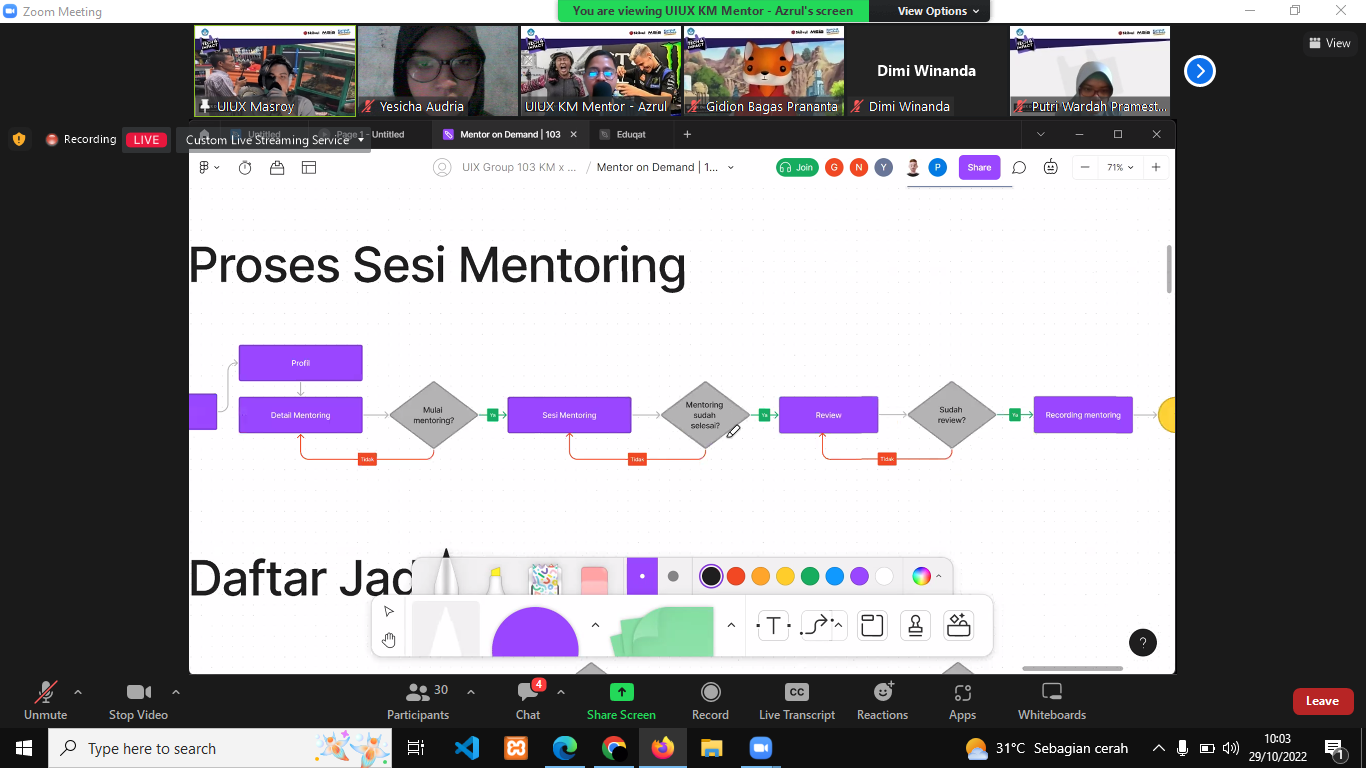 Zoom Meeting
You are viewing UIUX KM Mentor - Azrul's screen
View Options
UIUX Masroy
Yesicha Audria
UIUX KM Mentor - Azrul
Gidion Bagas Prananta
Dimi Winanda
Dimi Winanda
Putri Wardah Pramest...
View
Recording
LIVE
Custom Live Streaming Service
Untitled
Page 1 - Untitled
Mentor on Demand | 103
Eduqat
UIX Group 103 KM x ...
/ Mentor on Demand | 1...
Join
G
N
Y
P
Share
71%
Proses Sesi Mentoring
Profil
Detail Mentoring
Mulai
mentoring?
Ya
Sesi Mentoring
Mentoring
sudah
selesai?
Ya
Review
Sudah
review?
Ya
Recording mentoring
Tidak
Tidak
Tidak
Daftar Jad
T
?
Unmute
Stop Video
30
Participants
4
Chat
Share Screen
Record
CC
Live Transcript
Reactions
Apps
Whiteboards
Leave
Type here to search
31°C Sebagian cerah
10:03
29/10/2022
1